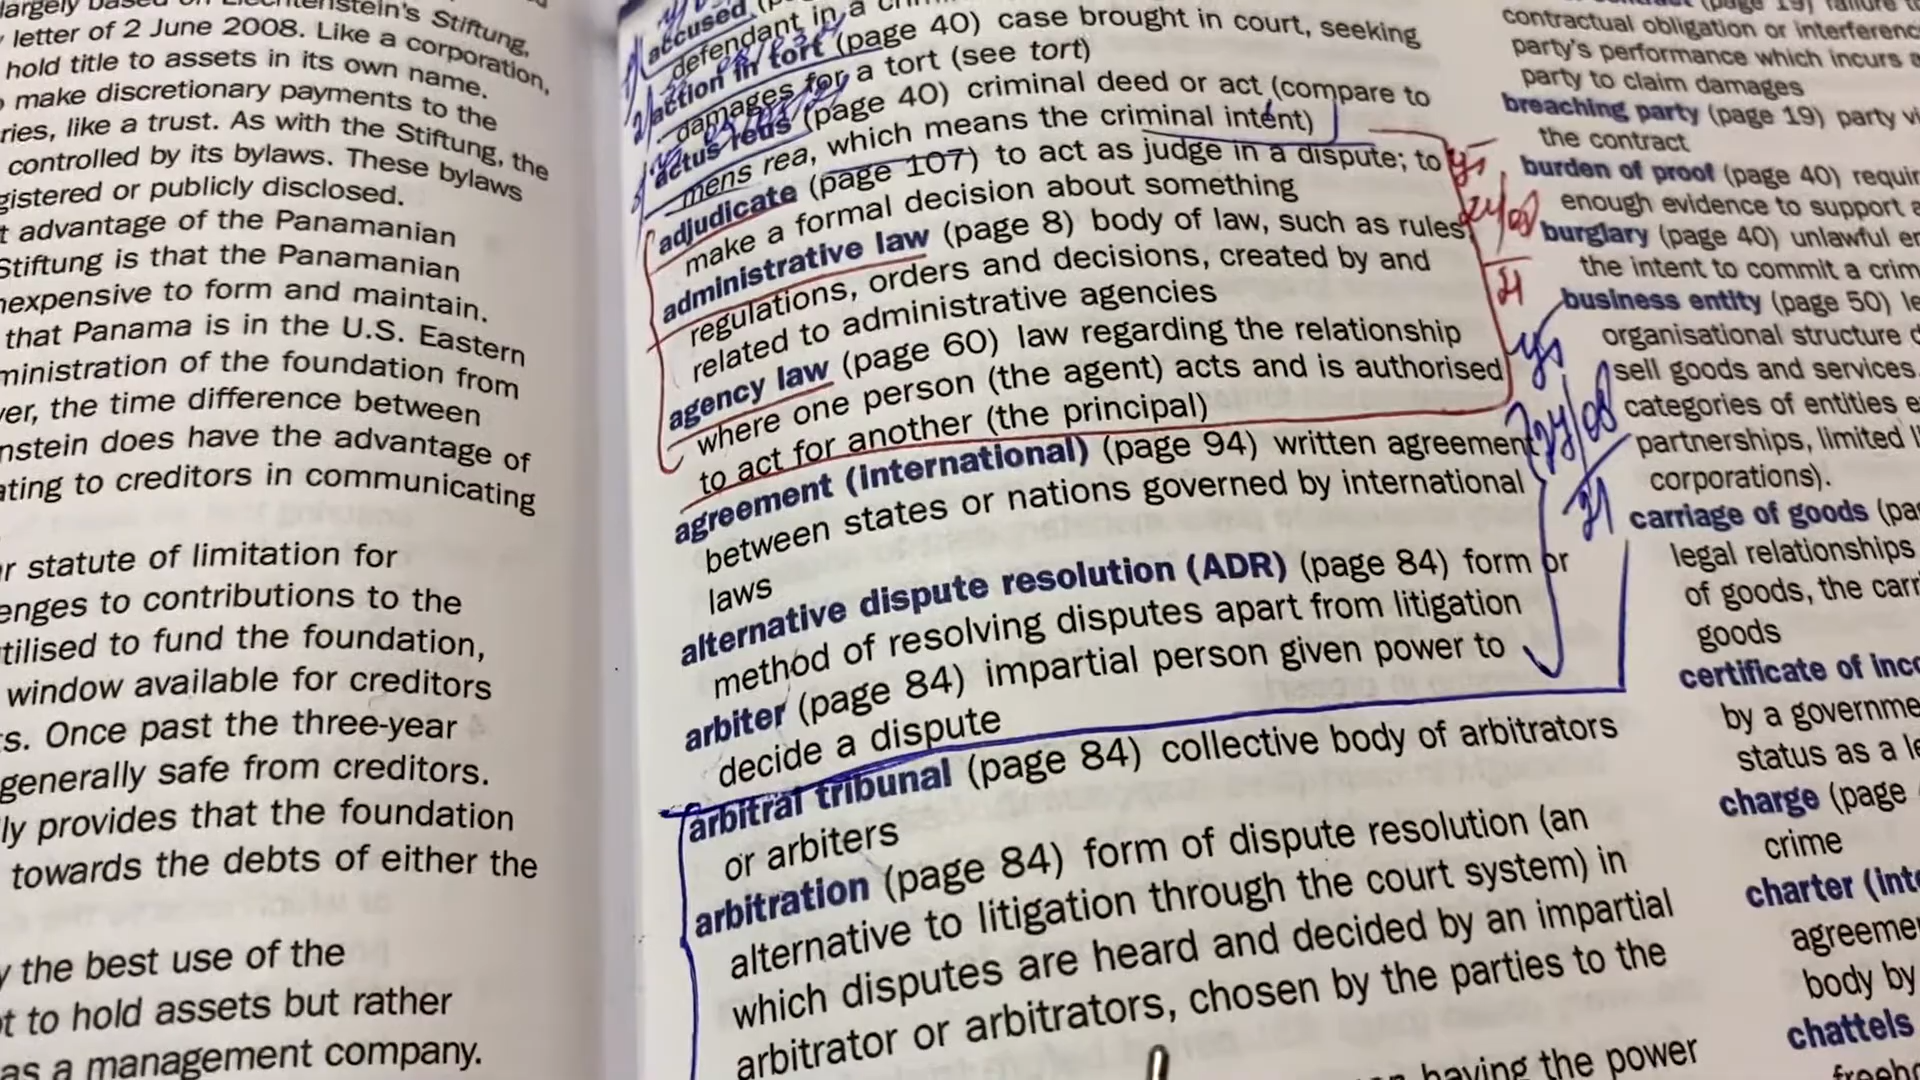 largely based on Liechtenstein's Stiftung,
letter of 2 June 2008. Like a corporation,
hold title to assets in its own name.
make discretionary payments to the
ries, like a trust. As with the Stiftung, the
controlled by its bylaws. These bylaws
gistered or publicly disclosed.
t advantage of the Panamanian
Stiftung is that the Panamanian
nexpensive to form and maintain.
that Panama is in the U.S. Eastern
ministration of the foundation from
ver, the time difference between
nstein does have the advantage of
ating to creditors in communicating
r statute of limitation for
enges to contributions to the
tilised to fund the foundation,
window available for creditors
s. Once past the three-year
generally safe from creditors.
ly provides that the foundation
towards the debts of either the
y the best use of the
t to hold assets but rather
as a management company.
accused
defendant in a
action in tort (page 40) case brought in court, seeking
damages for a tort (see tort)
actus reus (page 40) criminal deed or act (compare to
mens rea, which means the criminal intent)
adjudicate (page 107) to act as judge in a dispute; to
make a formal decision about something
administrative law (page 8) body of law, such as rules,
regulations, orders and decisions, created by and
related to administrative agencies
agency law (page 60) law regarding the relationship
where one person (the agent) acts and is authorised
to act for another (the principal)
agreement (international) (page 94) written agreement
between states or nations governed by international
laws
alternative dispute resolution (ADR) (page 84) form or
method of resolving disputes apart from litigation
arbiter (page 84) impartial person given power to
decide a dispute
arbitral tribunal (page 84) collective body of arbitrators
or arbiters
arbitration (page 84) form of dispute resolution (an
alternative to litigation through the court system) in
which disputes are heard and decided by an impartial
arbitrator or arbitrators, chosen by the parties to the
having the power
(page 19) failure
contractual obligation or interferenc
party's performance which incurs a
party to claim damages
breaching party (page 19) party vi
the contract
burden of proof (page 40) requir
enough evidence to support a
burglary (page 40) unlawful en
the intent to commit a crim
business entity (page 50) le
organisational structure
sell goods and services.
categories of entities e
partnerships, limited l
corporations).
carriage of goods (pa
legal relationships
of goods, the carr
goods
certificate of inco
by a governme
status as a le
charge (page
crime
charter (inte
agreeme
body by
chattels
freeho